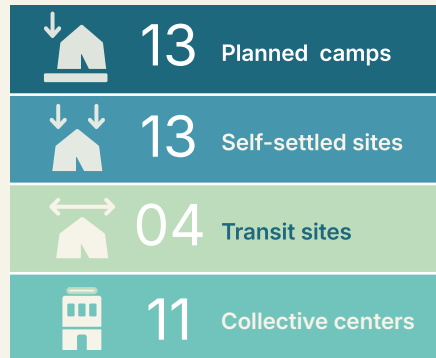 13 Planned camps
13 Self-settled sites
04 Transit sites
11 Collective centers